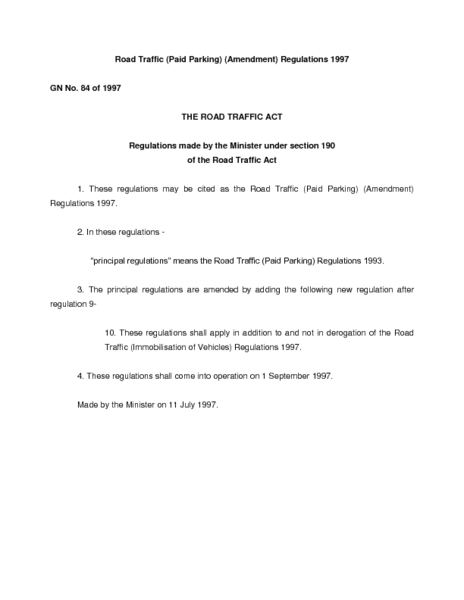 Road Traffic (Paid Parking) (Amendment) Regulations 1997
GN No. 84 of 1997
THE ROAD TRAFFIC ACT
Regulations made by the Minister under section 190
of the Road Traffic Act
1. These regulations may be cited as the Road Traffic (Paid Parking) (Amendment)
Regulations 1997.
2. In these regulations -
"principal regulations" means the Road Traffic (Paid Parking) Regulations 1993.
3. The principal regulations are amended by adding the following new regulation after
regulation 9-
10. These regulations shall apply in addition to and not in derogation of the Road
Traffic (Immobilisation of Vehicles) Regulations 1997.
4. These regulations shall come into operation on 1 September 1997.
Made by the Minister on 11 July 1997.